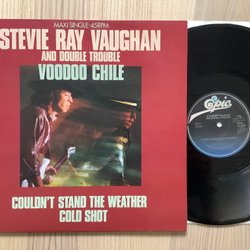 MAXI SINGLE·45RPM
STEVIE RAY VAUGHAN
AND DOUBLE TROUBLE
VOODOO CHILE
COULDN'T STAND THE WEATHER
COLD SHOT
Epic